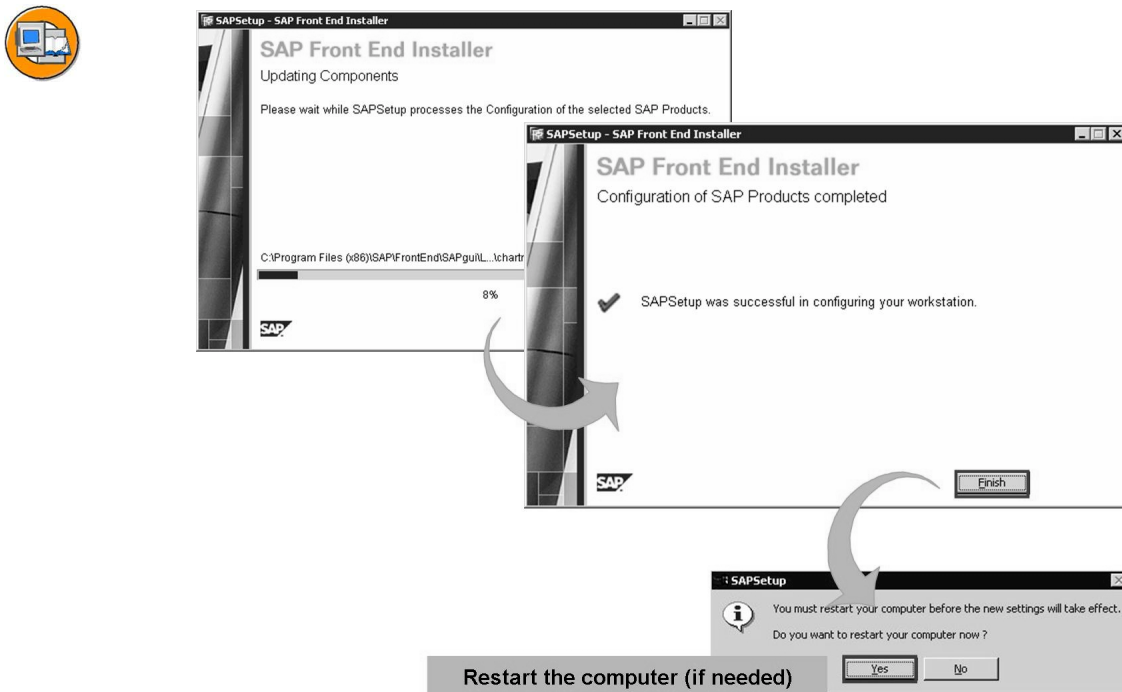 SAPSetup - SAP Front End Installer
SAP Front End Installer
Updating Components
Please wait while SAPSetup processes the Configuration of the selected SAP Products.
C:\Program Files (x86)\SAP\FrontEnd\SAPgui\L...\chartr
8%
SAP
SAPSetup - SAP Front End Installer
SAP Front End Installer
Configuration of SAP Products completed
SAPSetup was successful in configuring your workstation.
SAP
Finish
SAPSetup
You must restart your computer before the new settings will take effect.
Do you want to restart your computer now ?
Yes No
Restart the computer (if needed)